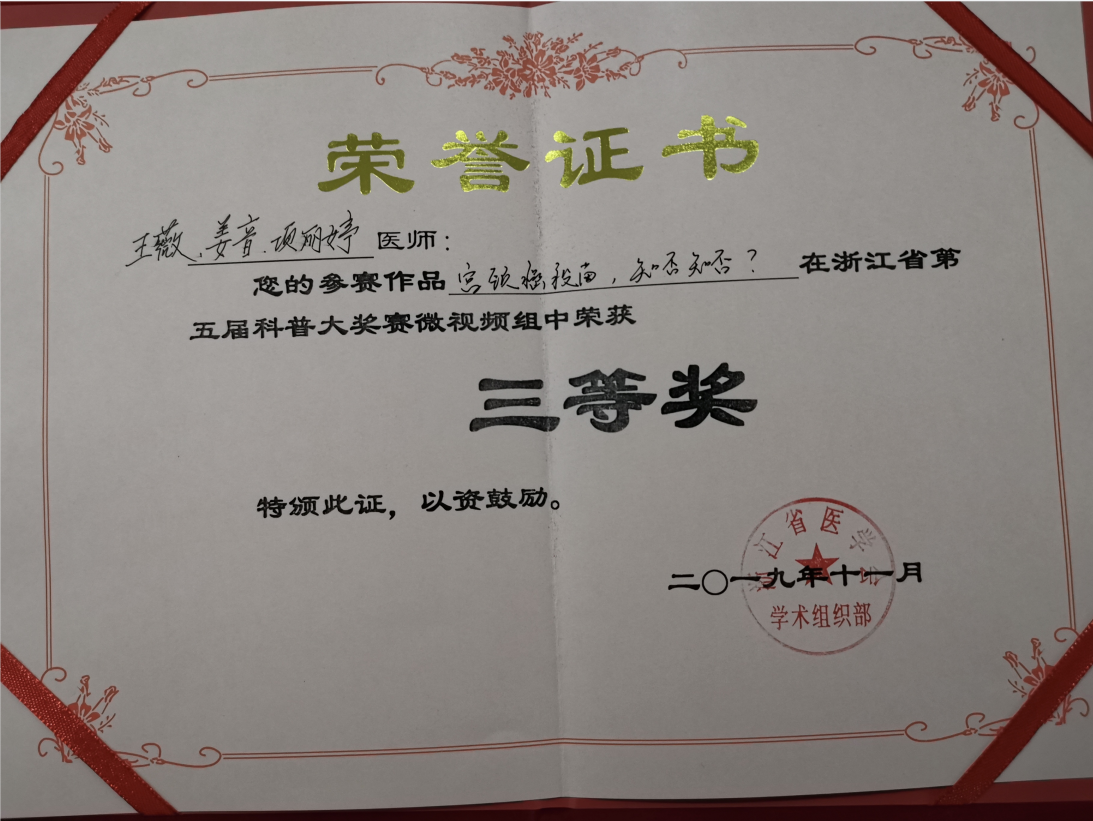 荣誉证书
王薇、姜音、项丽婷 医师：
您的参赛作品 宫颈癌疫苗，知否知否？ 在浙江省第
五届科普大奖赛微视频组中荣获
三等奖
特颁此证，以资鼓励。
二〇一九年十一月
浙江省医学会
学术组织部